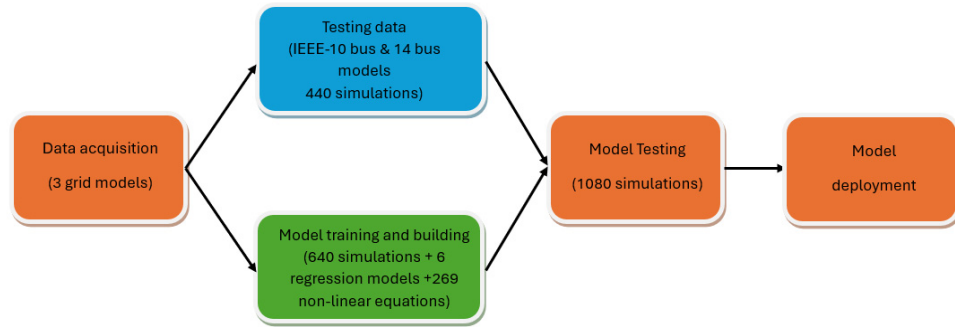 Data acquisition
(3 grid models)
Testing data
(IEEE-10 bus & 14 bus
models
440 simulations)
Model training and building
(640 simulations + 6
regression models +269
non-linear equations)
Model Testing
(1080 simulations)
Model
deployment